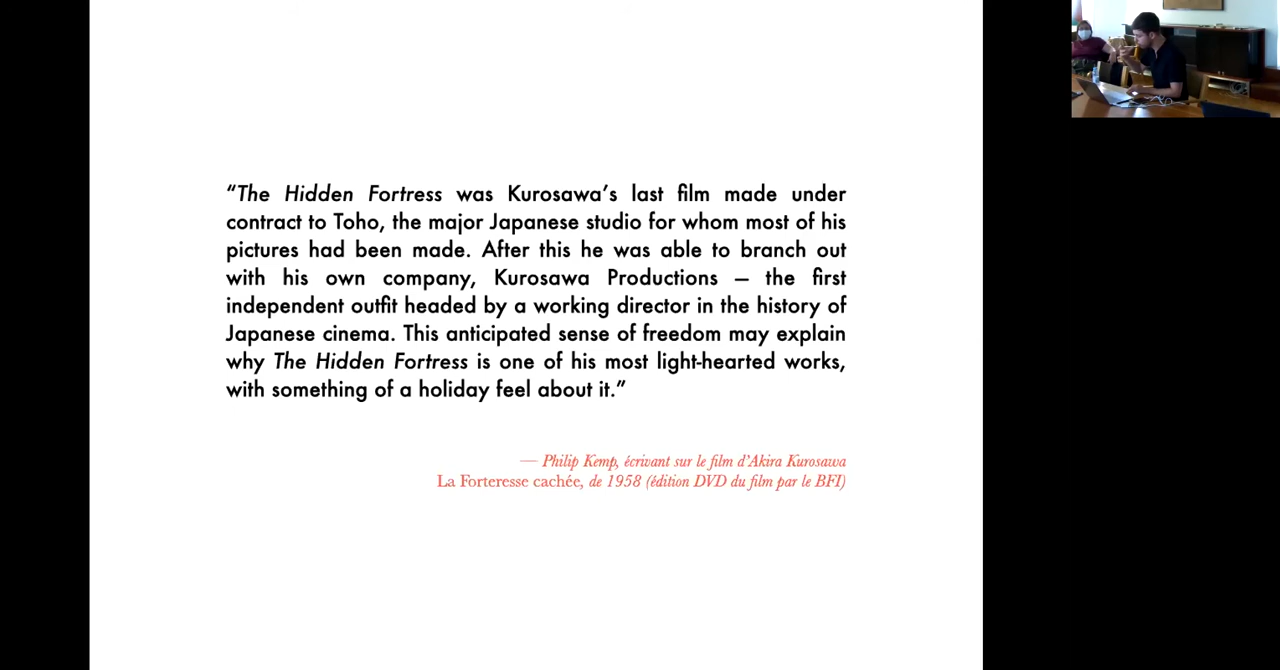 “The Hidden Fortress was Kurosawa’s last film made under
contract to Toho, the major Japanese studio for whom most of his
pictures had been made. After this he was able to branch out
with his own company, Kurosawa Productions — the first
independent outfit headed by a working director in the history of
Japanese cinema. This anticipated sense of freedom may explain
why The Hidden Fortress is one of his most light-hearted works,
with something of a holiday feel about it.”
— Philip Kemp, écrivant sur le film d’Akira Kurosawa
La Forteresse cachée, de 1958 (édition DVD du film par le BFI)